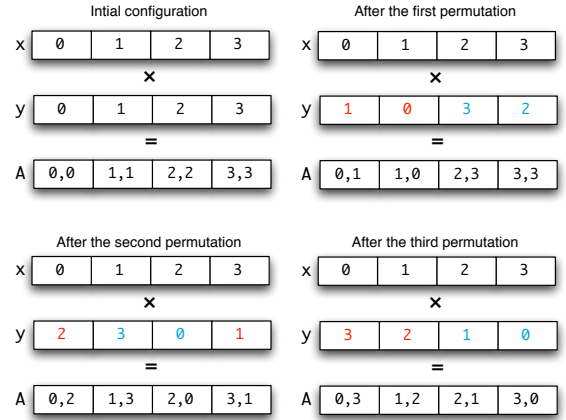 Intial configuration
x 0 1 2 3
×
y 0 1 2 3
=
A 0,0 1,1 2,2 3,3
After the first permutation
x 0 1 2 3
×
y 1 0 3 2
=
A 0,1 1,0 2,3 3,3
After the second permutation
x 0 1 2 3
×
y 2 3 0 1
=
A 0,2 1,3 2,0 3,1
After the third permutation
x 0 1 2 3
×
y 3 2 1 0
=
A 0,3 1,2 2,1 3,0